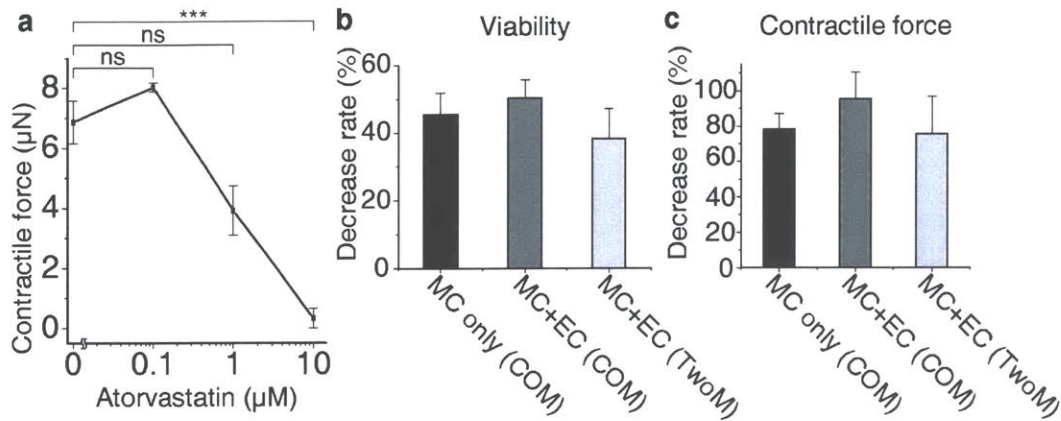 a
***
ns
ns
Contractile force (µN)
8
6
4
2
0
0
0.1
1
10
Atorvastatin (µM)
b
Viability
Decrease rate (%)
60
40
20
0
MC only (COM)
MC+EC (COM)
MC+EC (TwoM)
c
Contractile force
Decrease rate (%)
100
80
60
40
20
0
MC only (COM)
MC+EC (COM)
MC+EC (TwoM)